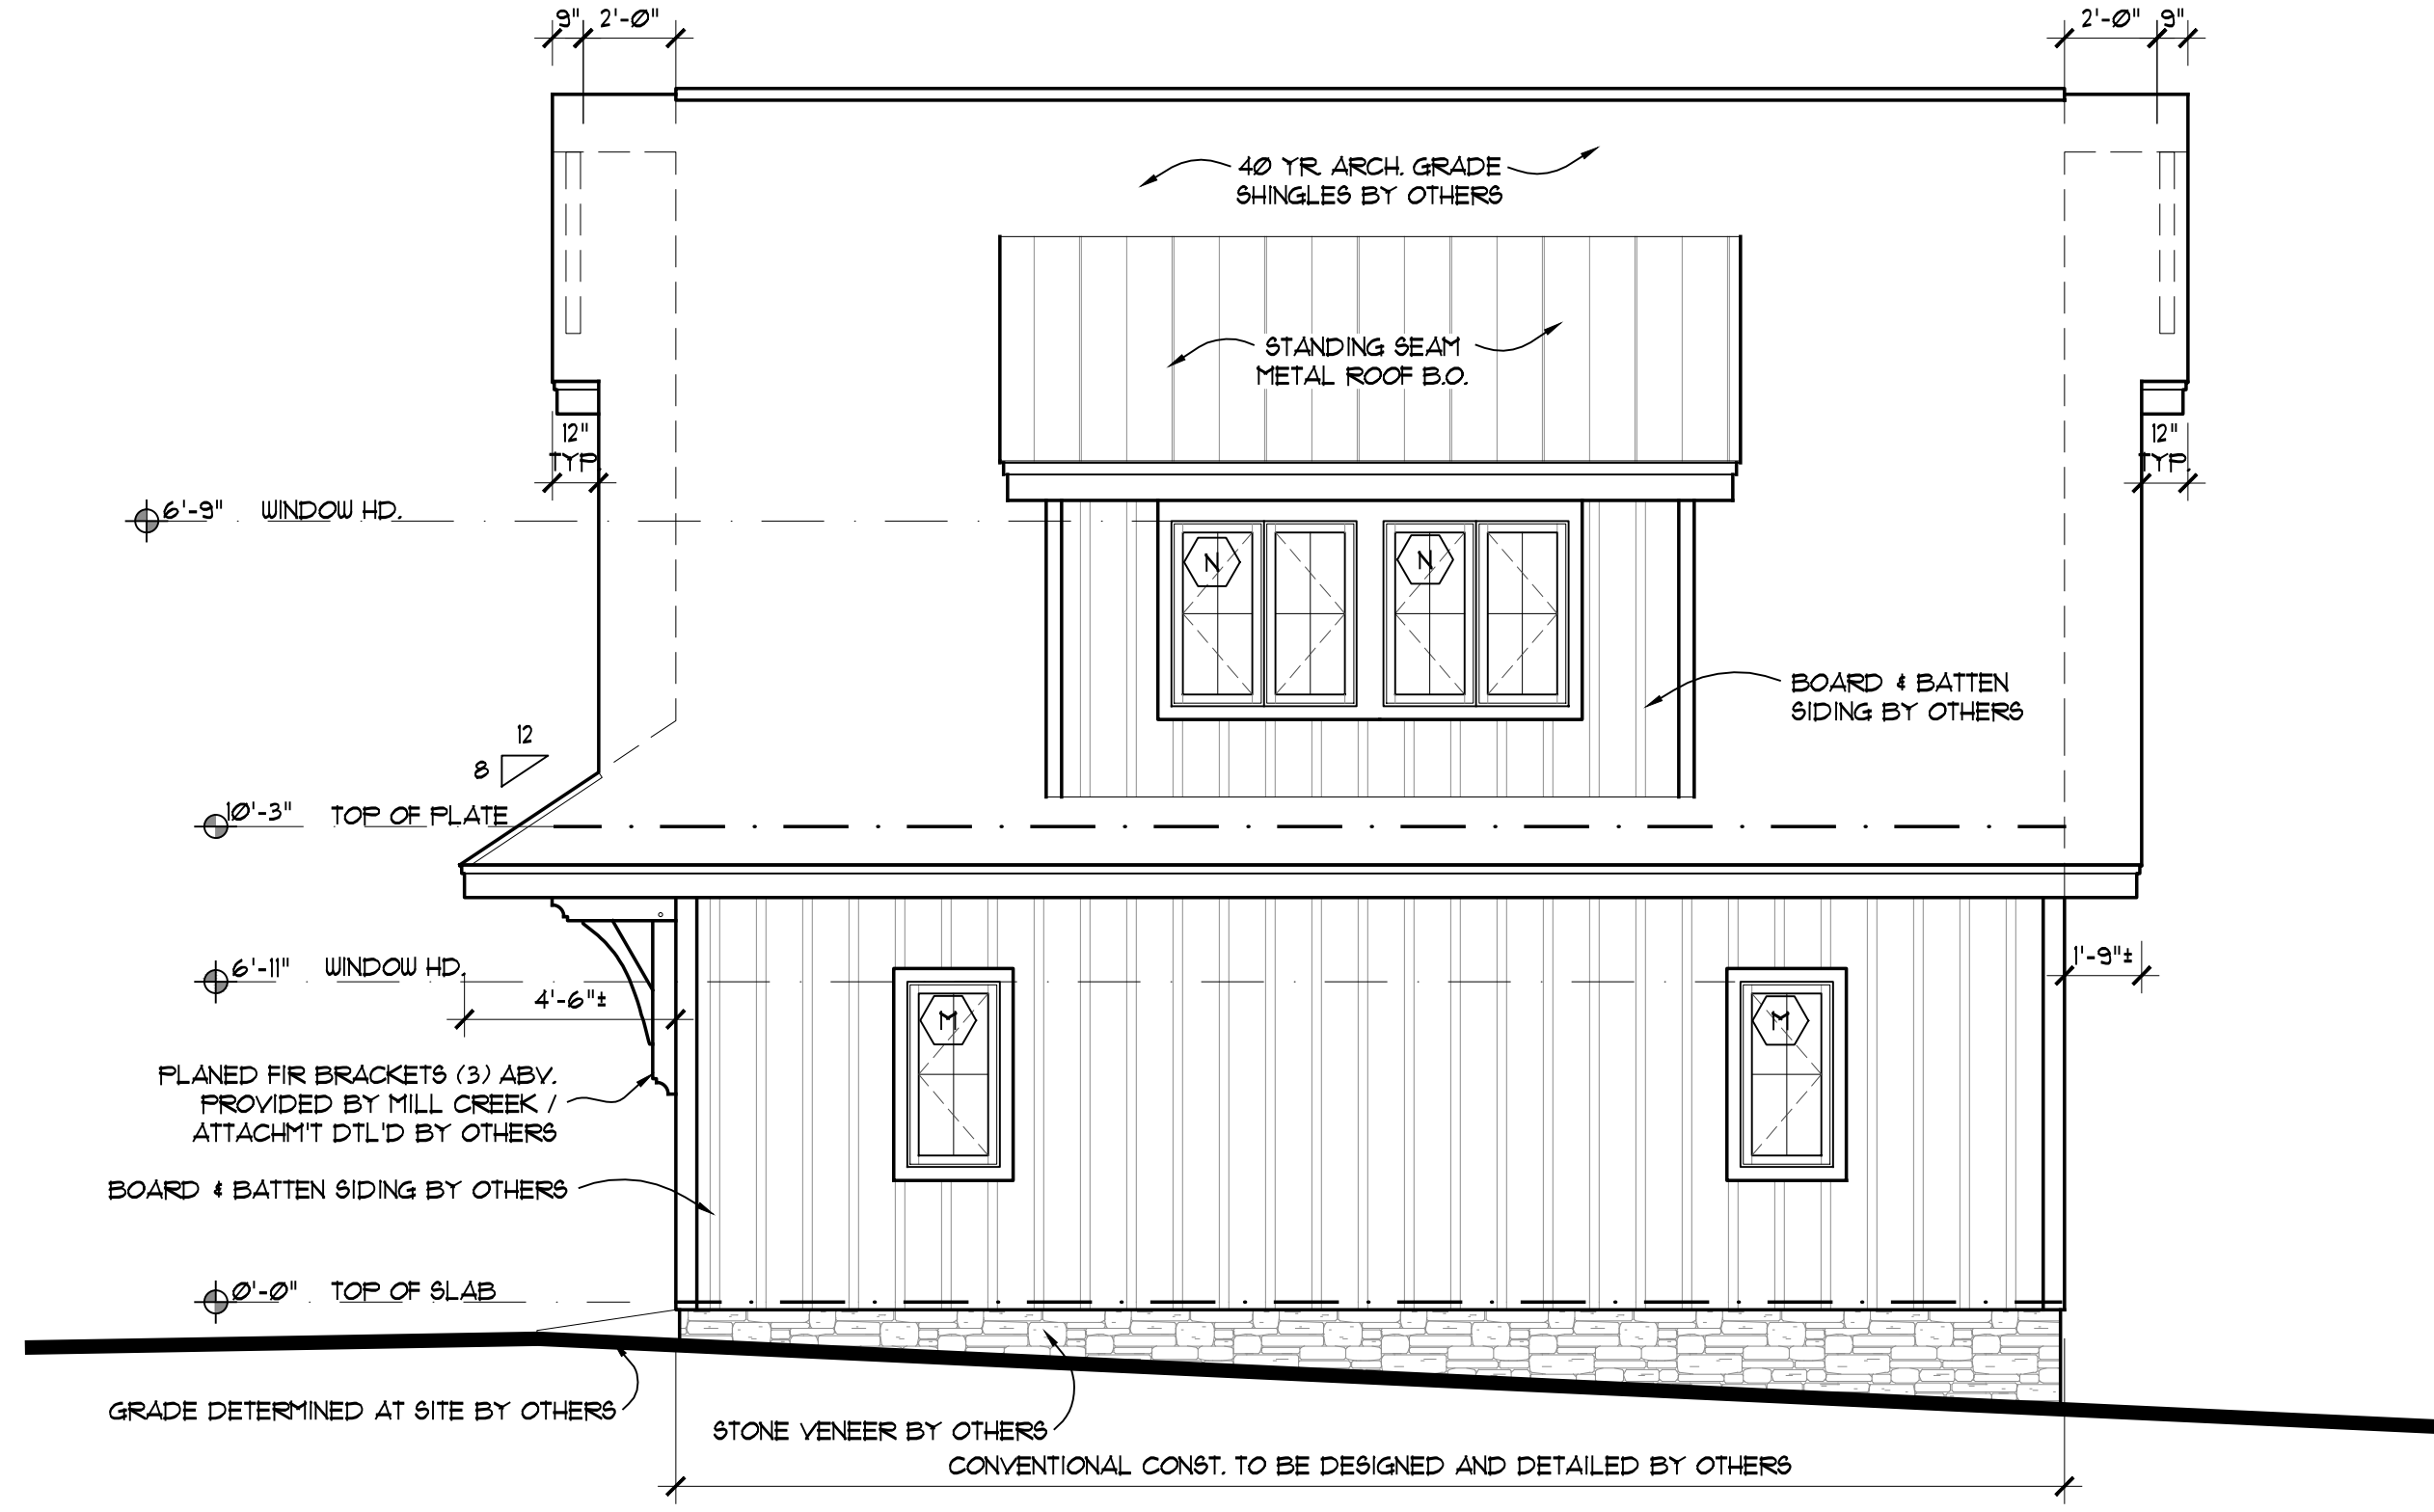 9" 2'-0" 2'-0" 9"
40 YR. ARCH. GRADE
SHINGLES BY OTHERS
STANDING SEAM
METAL ROOF B.O.
12"
TYP.
12"
TYP.
6'-9" WINDOW HD.
N N
BOARD & BATTEN
SIDING BY OTHERS
12
8
10'-3" TOP OF PLATE
6'-11" WINDOW HD.
1'-9"±
4'-6"±
M M
PLANED FIR BRACKETS (3) ABV.
PROVIDED BY MILL CREEK /
ATTACHM'T DTL'D BY OTHERS
BOARD & BATTEN SIDING BY OTHERS
0'-0" TOP OF SLAB
GRADE DETERMINED AT SITE BY OTHERS
STONE VENEER BY OTHERS
CONVENTIONAL CONST. TO BE DESIGNED AND DETAILED BY OTHERS